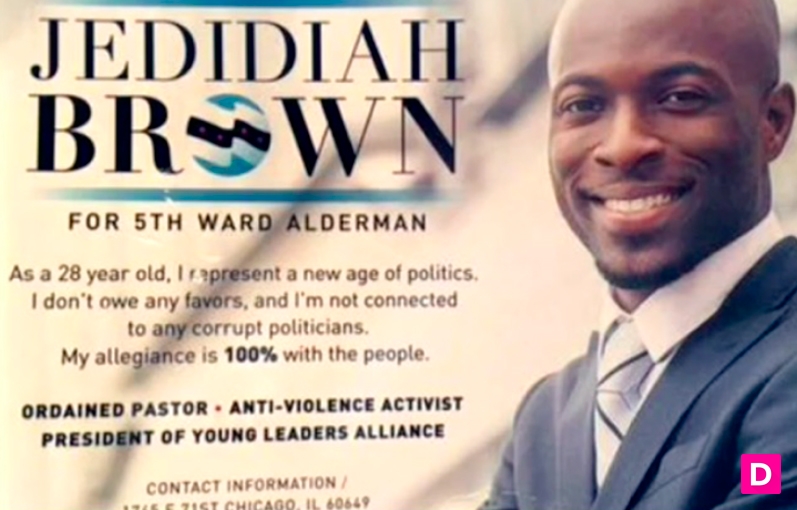 JEDIDIAH
BROWN
FOR 5TH WARD ALDERMAN
As a 28 year old, I represent a new age of politics.
I don't owe any favors, and I'm not connected
to any corrupt politicians.
My allegiance is 100% with the people.
ORDAINED PASTOR • ANTI-VIOLENCE ACTIVIST
PRESIDENT OF YOUNG LEADERS ALLIANCE
CONTACT INFORMATION /
E 71ST CHICAGO, IL 60649
D